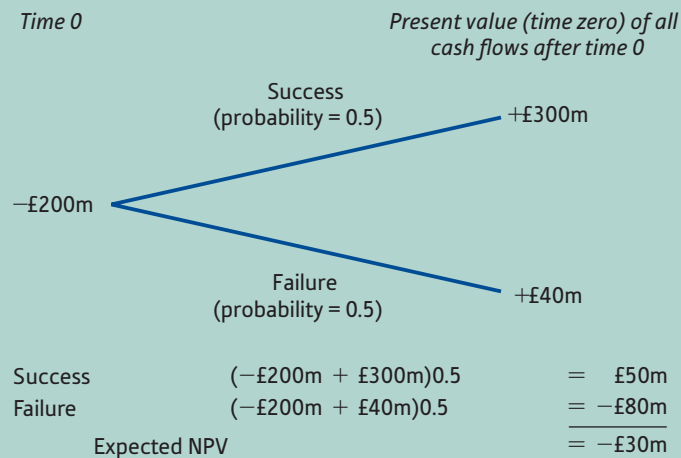 Time 0
Present value (time zero) of all
cash flows after time 0
Success
(probability = 0.5)
+£300m
−£200m
Failure
(probability = 0.5)
+£40m
Success (−£200m + £300m)0.5 = £50m
Failure (−£200m + £40m)0.5 = −£80m
Expected NPV = −£30m